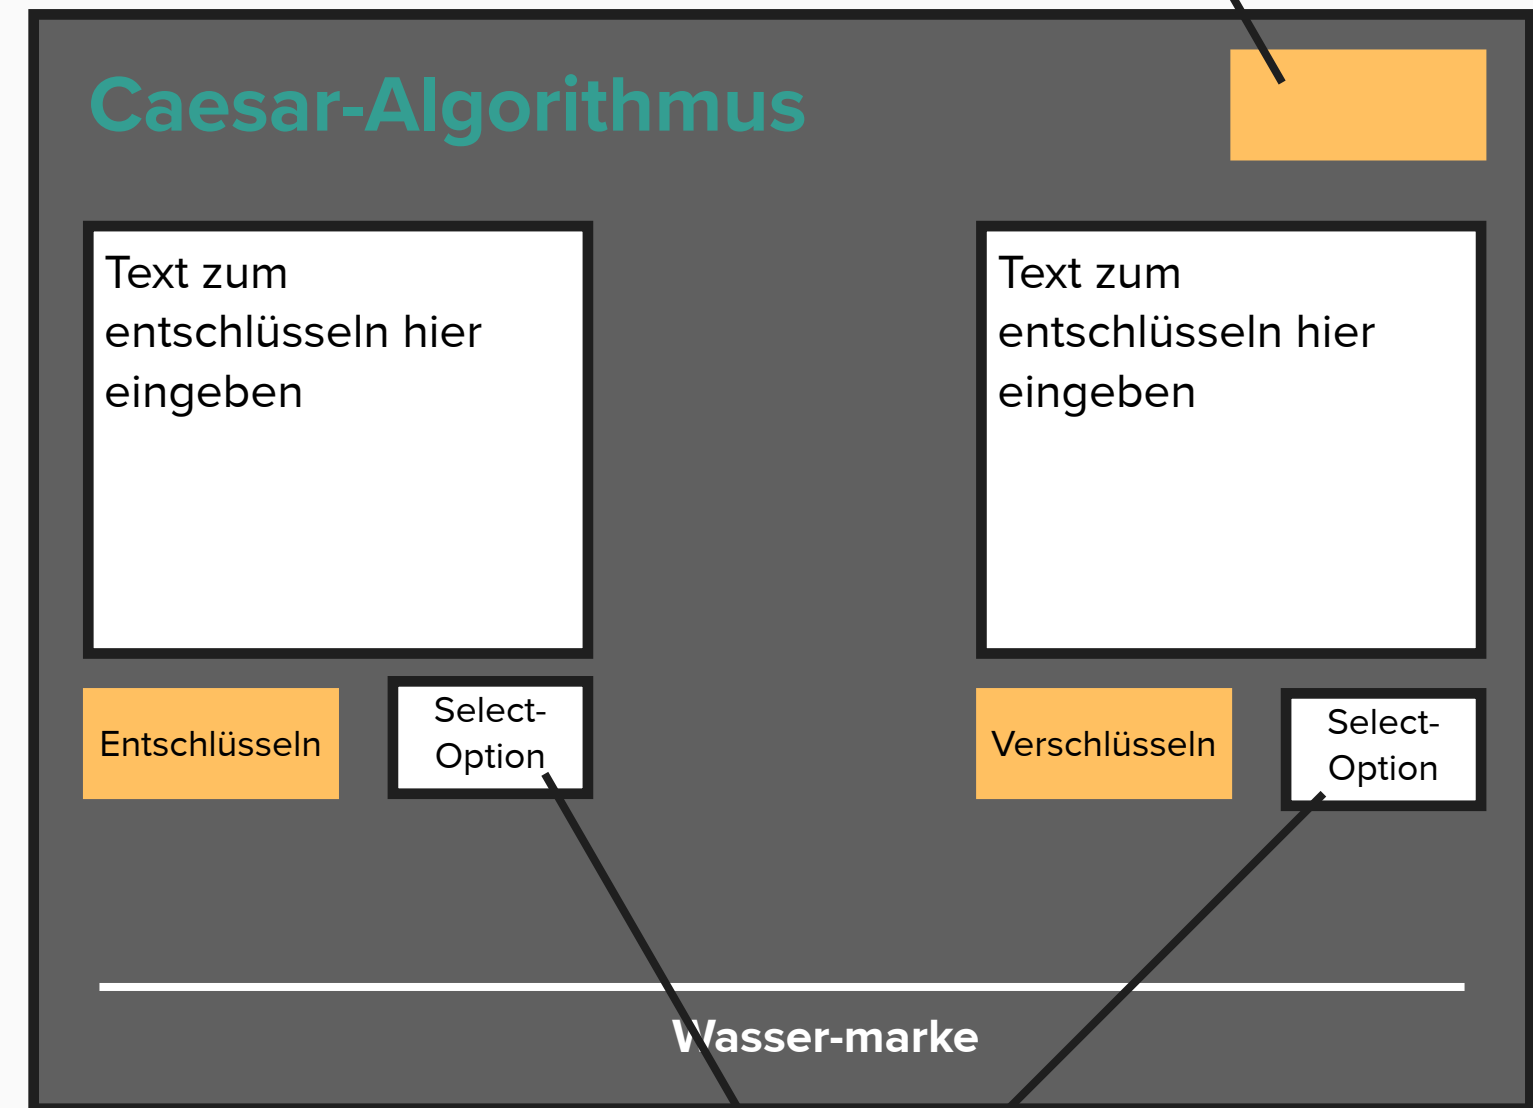 Caesar-Algorithmus
Text zum
entschlüsseln hier
eingeben
Text zum
entschlüsseln hier
eingeben
Entschlüsseln
Select-
Option
Verschlüsseln
Select-
Option
Wasser-marke